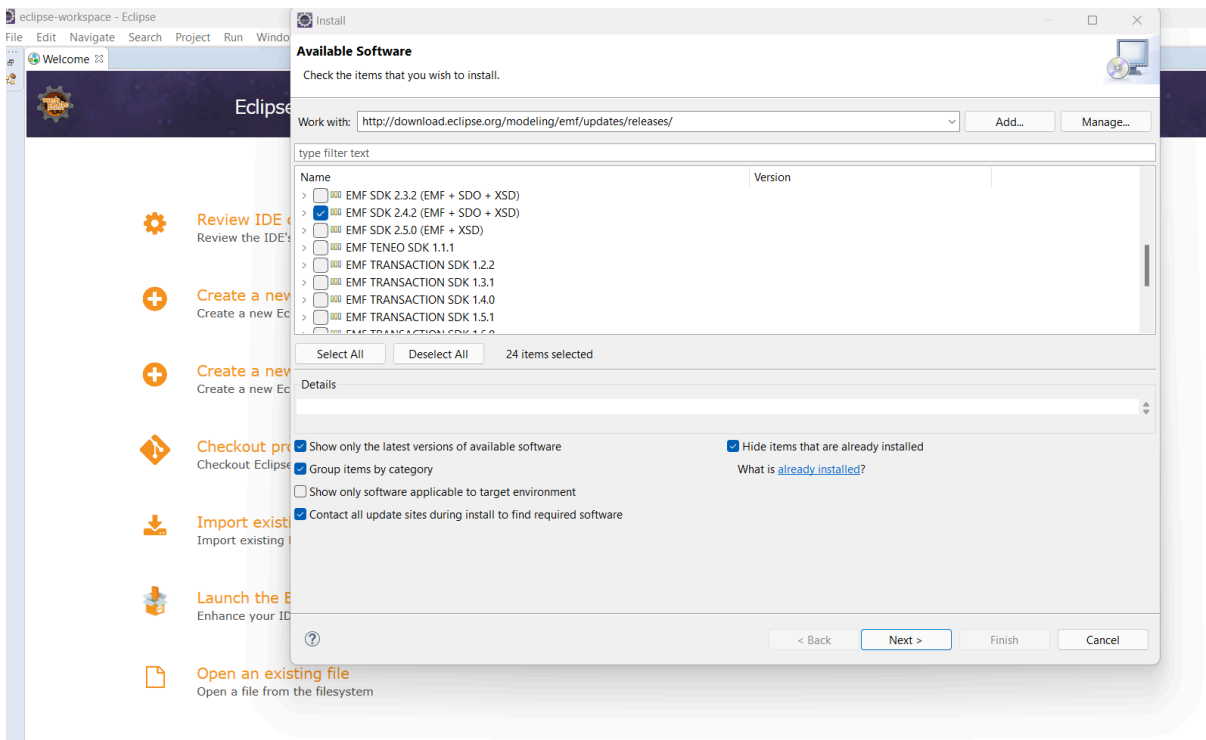 eclipse-workspace - Eclipse
File Edit Navigate Search Project Run Windo
Welcome
Eclipse
Review IDE
Review the IDE's
Create a new
Create a new Ec
Create a new
Create a new Ec
Checkout pro
Checkout Eclipse
Import existi
Import existing
Launch the E
Enhance your ID
Open an existing file
Open a file from the filesystem
Install
Available Software
Check the items that you wish to install.
Work with: http://download.eclipse.org/modeling/emf/updates/releases/ Add... Manage...
type filter text
Name Version
EMF SDK 2.3.2 (EMF + SDO + XSD)
EMF SDK 2.4.2 (EMF + SDO + XSD)
EMF SDK 2.5.0 (EMF + XSD)
EMF TENEO SDK 1.1.1
EMF TRANSACTION SDK 1.2.2
EMF TRANSACTION SDK 1.3.1
EMF TRANSACTION SDK 1.4.0
EMF TRANSACTION SDK 1.5.1
EMF TRANSACTION SDK 1.6.0
Select All Deselect All 24 items selected
Details
Show only the latest versions of available software Hide items that are already installed
Group items by category What is already installed?
Show only software applicable to target environment
Contact all update sites during install to find required software
? < Back Next > Finish Cancel